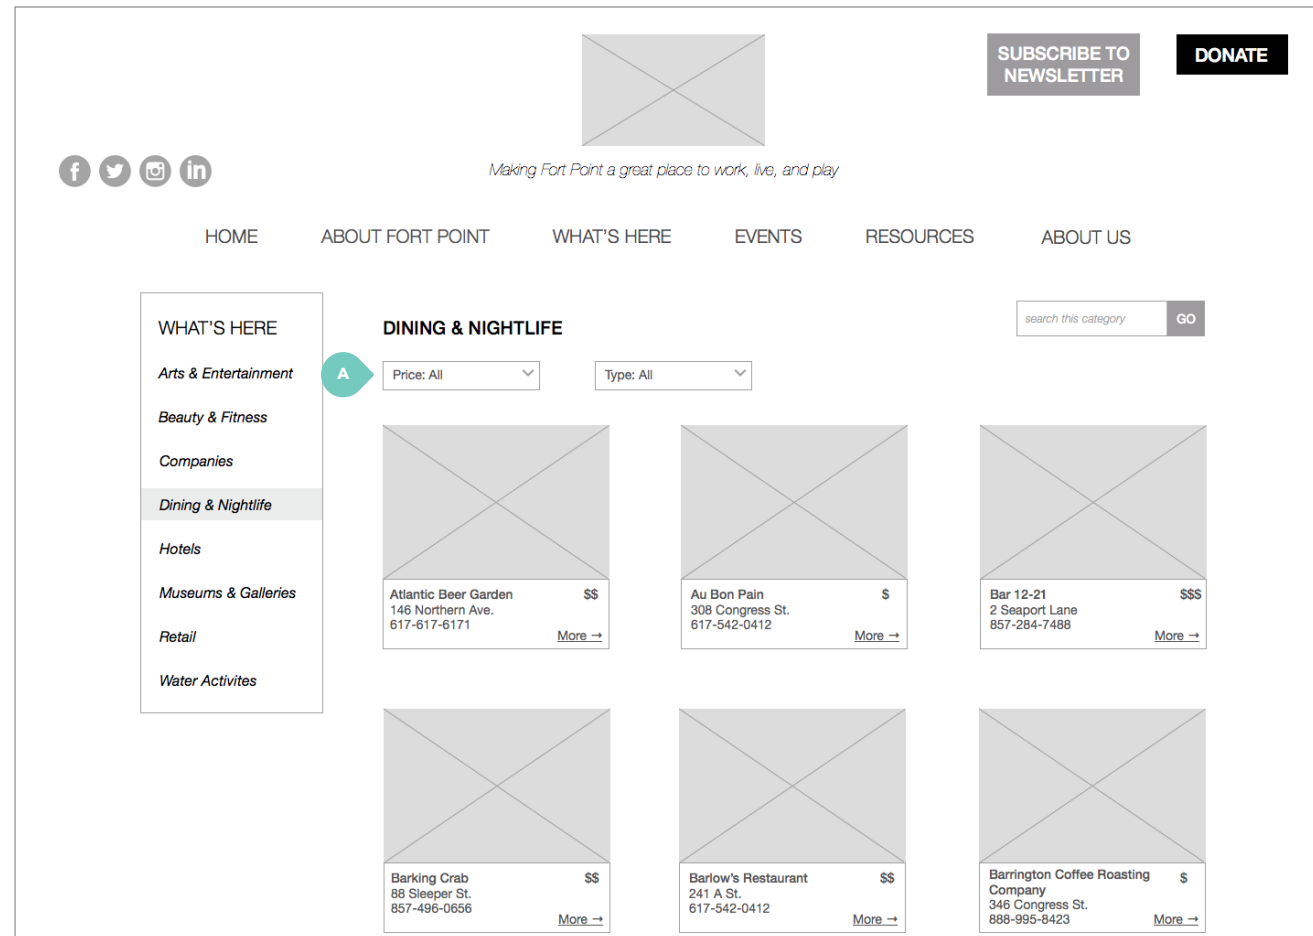 SUBSCRIBE TO
NEWSLETTER
DONATE
Making Fort Point a great place to work, live, and play
HOME
ABOUT FORT POINT
WHAT'S HERE
EVENTS
RESOURCES
ABOUT US
WHAT'S HERE
Arts & Entertainment
Beauty & Fitness
Companies
Dining & Nightlife
Hotels
Museums & Galleries
Retail
Water Activites
DINING & NIGHTLIFE
search this category
GO
A
Price: All
Type: All
Atlantic Beer Garden $$
146 Northern Ave.
617-617-6171
More →
Au Bon Pain $
308 Congress St.
617-542-0412
More →
Bar 12-21 $$$
2 Seaport Lane
857-284-7488
More →
Barking Crab $$
88 Sleeper St.
857-496-0656
More →
Barlow's Restaurant $$
241 A St.
617-542-0412
More →
Barrington Coffee Roasting $
Company
346 Congress St.
888-995-8423
More →